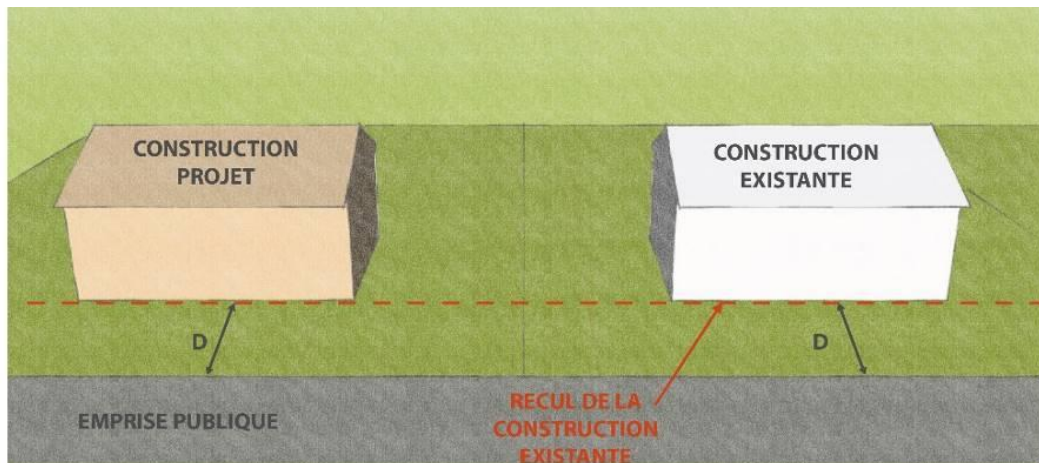 CONSTRUCTION
PROJET
CONSTRUCTION
EXISTANTE
D
D
EMPRISE PUBLIQUE
RECUL DE LA
CONSTRUCTION
EXISTANTE